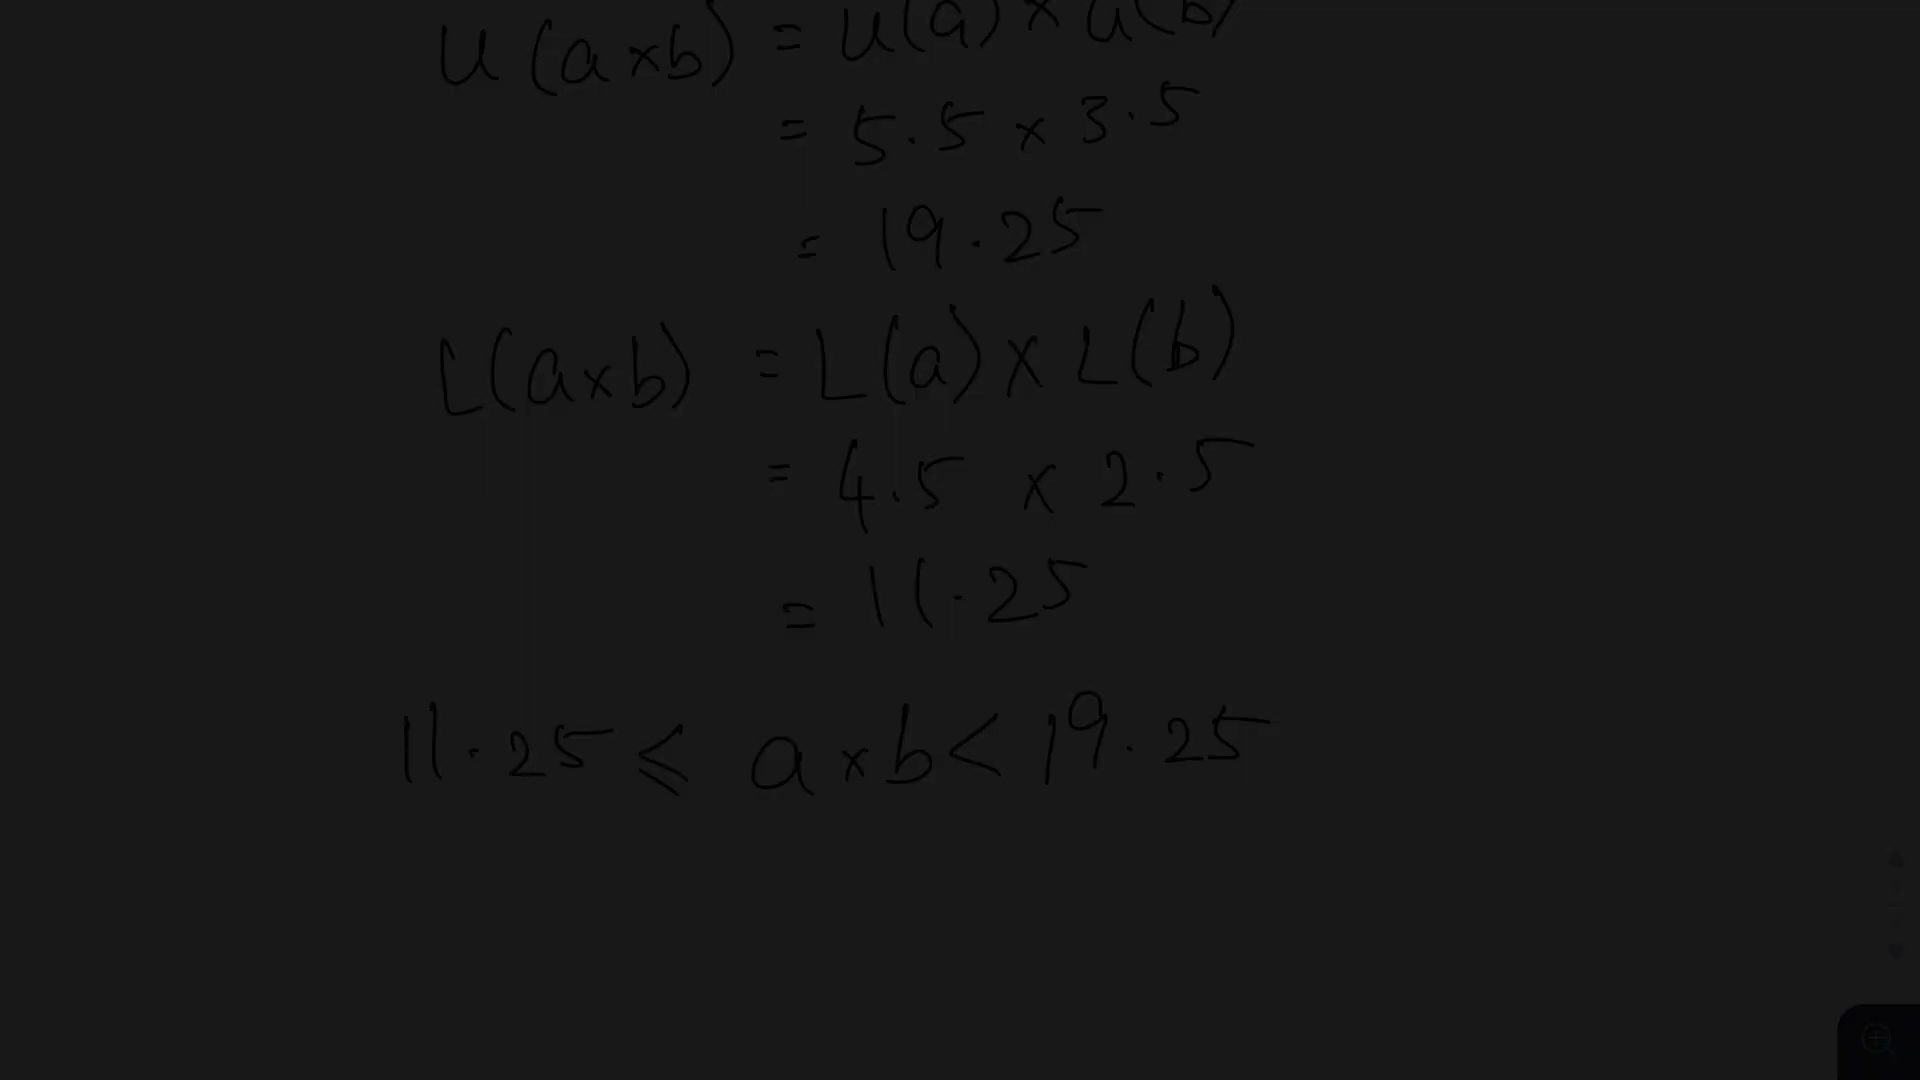 u(a×b) = u(a) × u(b)
= 5.5 × 3.5
= 19.25
L(a×b) = L(a) × L(b)
= 4.5 × 2.5
= 11.25
11.25 ⩽ a×b < 19.25